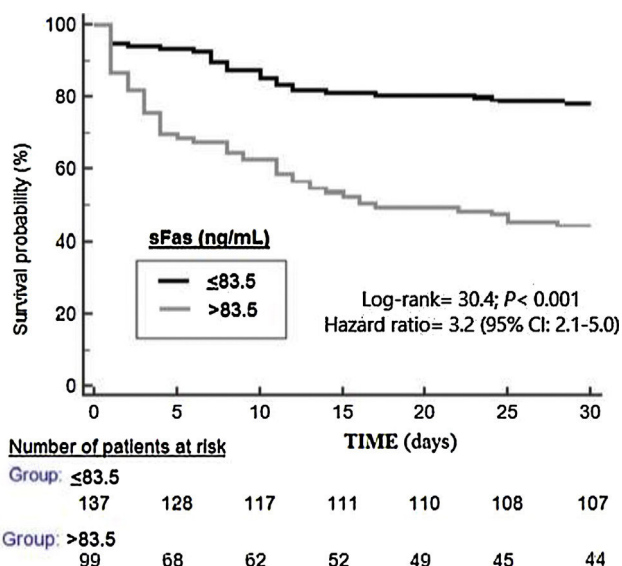 100
80
60
40
20
0
Survival probability (%)
sFas (ng/mL)
≤83.5
>83.5
Log-rank= 30.4; P< 0.001
Hazard ratio= 3.2 (95% CI: 2.1-5.0)
0 5 10 15 20 25 30
TIME (days)
Number of patients at risk
Group: ≤83.5
137 128 117 111 110 108 107
Group: >83.5
99 68 62 52 49 45 44